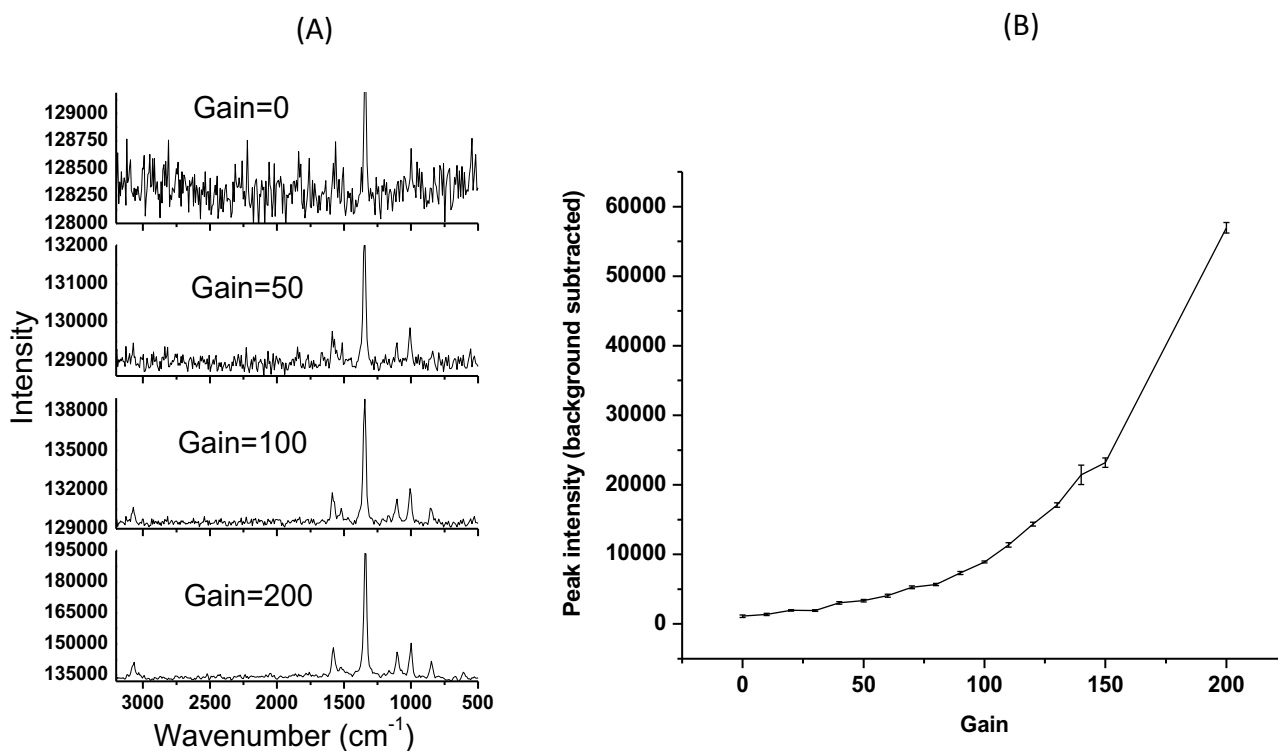 (A)
Gain=0
129000
128750
128500
128250
128000
Gain=50
132000
131000
130000
129000
Gain=100
138000
135000
132000
129000
Gain=200
195000
180000
165000
150000
135000
3000 2500 2000 1500 1000 500
Intensity
Wavenumber (cm⁻¹)
(B)
Peak intensity (background subtracted)
60000
50000
40000
30000
20000
10000
0
0 50 100 150 200
Gain